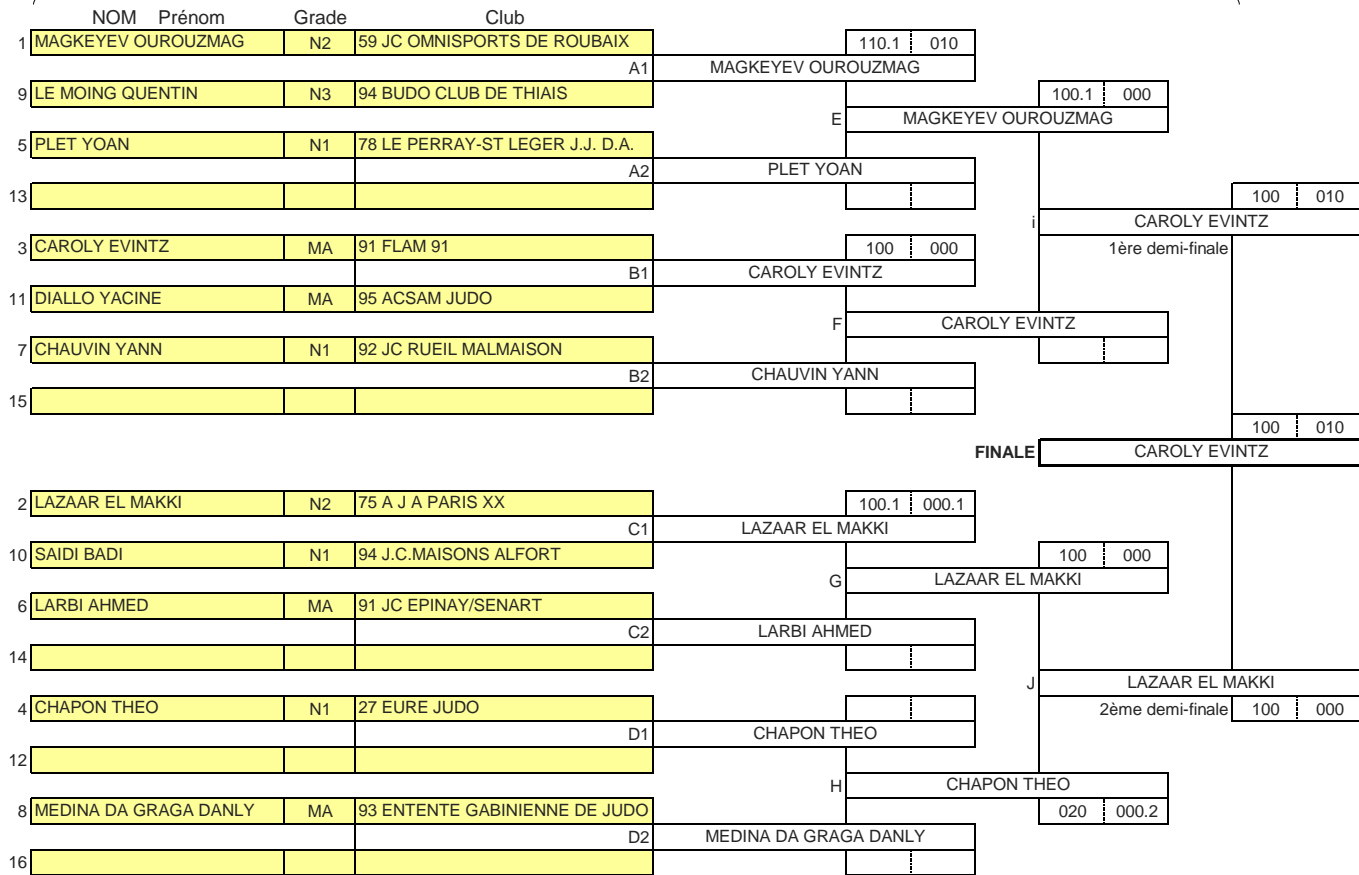 NOM Prénom Grade Club
1 MAGKEYEV OUROUZMAG N2 59 JC OMNISPORTS DE ROUBAIX 110.1 010
A1 MAGKEYEV OUROUZMAG
9 LE MOING QUENTIN N3 94 BUDO CLUB DE THIAIS 100.1 000
E MAGKEYEV OUROUZMAG
5 PLET YOAN N1 78 LE PERRAY-ST LEGER J.J. D.A.
A2 PLET YOAN
13 100 010
i CAROLY EVINTZ
3 CAROLY EVINTZ MA 91 FLAM 91 100 000 1ère demi-finale
B1 CAROLY EVINTZ
11 DIALLO YACINE MA 95 ACSAM JUDO
F CAROLY EVINTZ
7 CHAUVIN YANN N1 92 JC RUEIL MALMAISON
B2 CHAUVIN YANN
15
100 010
FINALE CAROLY EVINTZ
2 LAZAAR EL MAKKI N2 75 A J A PARIS XX 100.1 000.1
C1 LAZAAR EL MAKKI
10 SAIDI BADI N1 94 J.C.MAISONS ALFORT 100 000
G LAZAAR EL MAKKI
6 LARBI AHMED MA 91 JC EPINAY/SENART
C2 LARBI AHMED
14
J LAZAAR EL MAKKI
4 CHAPON THEO N1 27 EURE JUDO 2ème demi-finale 100 000
D1 CHAPON THEO
12
H CHAPON THEO
8 MEDINA DA GRAGA DANLY MA 93 ENTENTE GABINIENNE DE JUDO 020 000.2
D2 MEDINA DA GRAGA DANLY
16